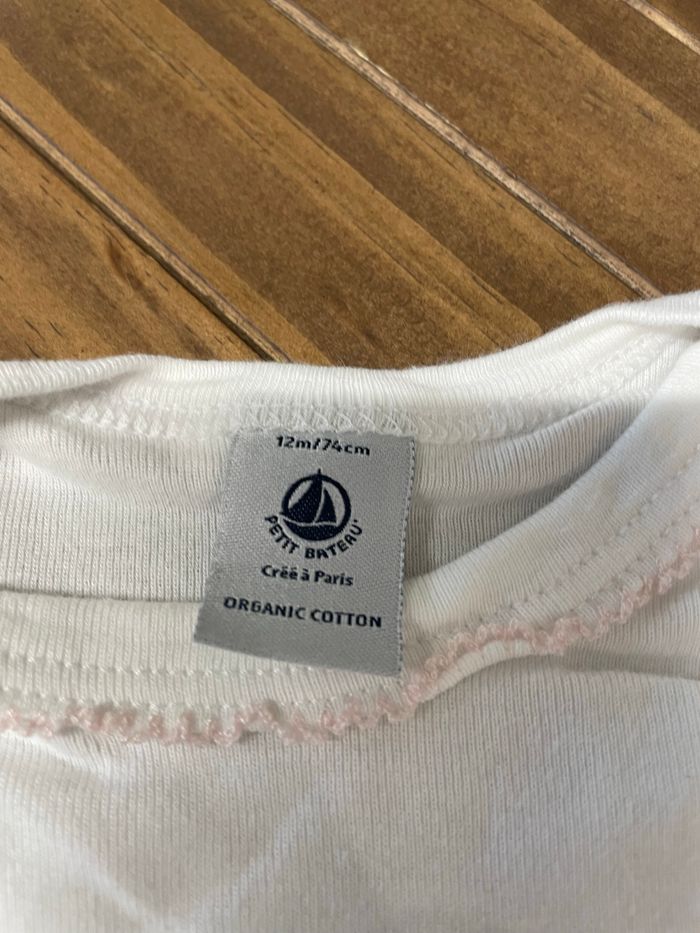 12m/74cm
PETIT BATEAU'
Créé à Paris
ORGANIC COTTON